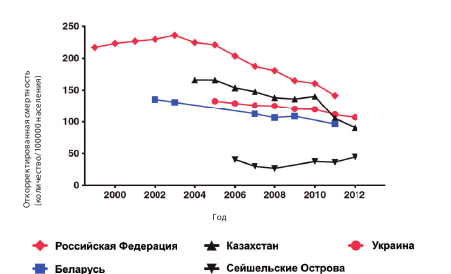 Откорректированная смертность
(количество/100000 населения)
250
200
150
100
50
0
2000 2002 2004 2006 2008 2010 2012
Год
Российская Федерация Казахстан Украина
Беларусь Сейшельские Острова